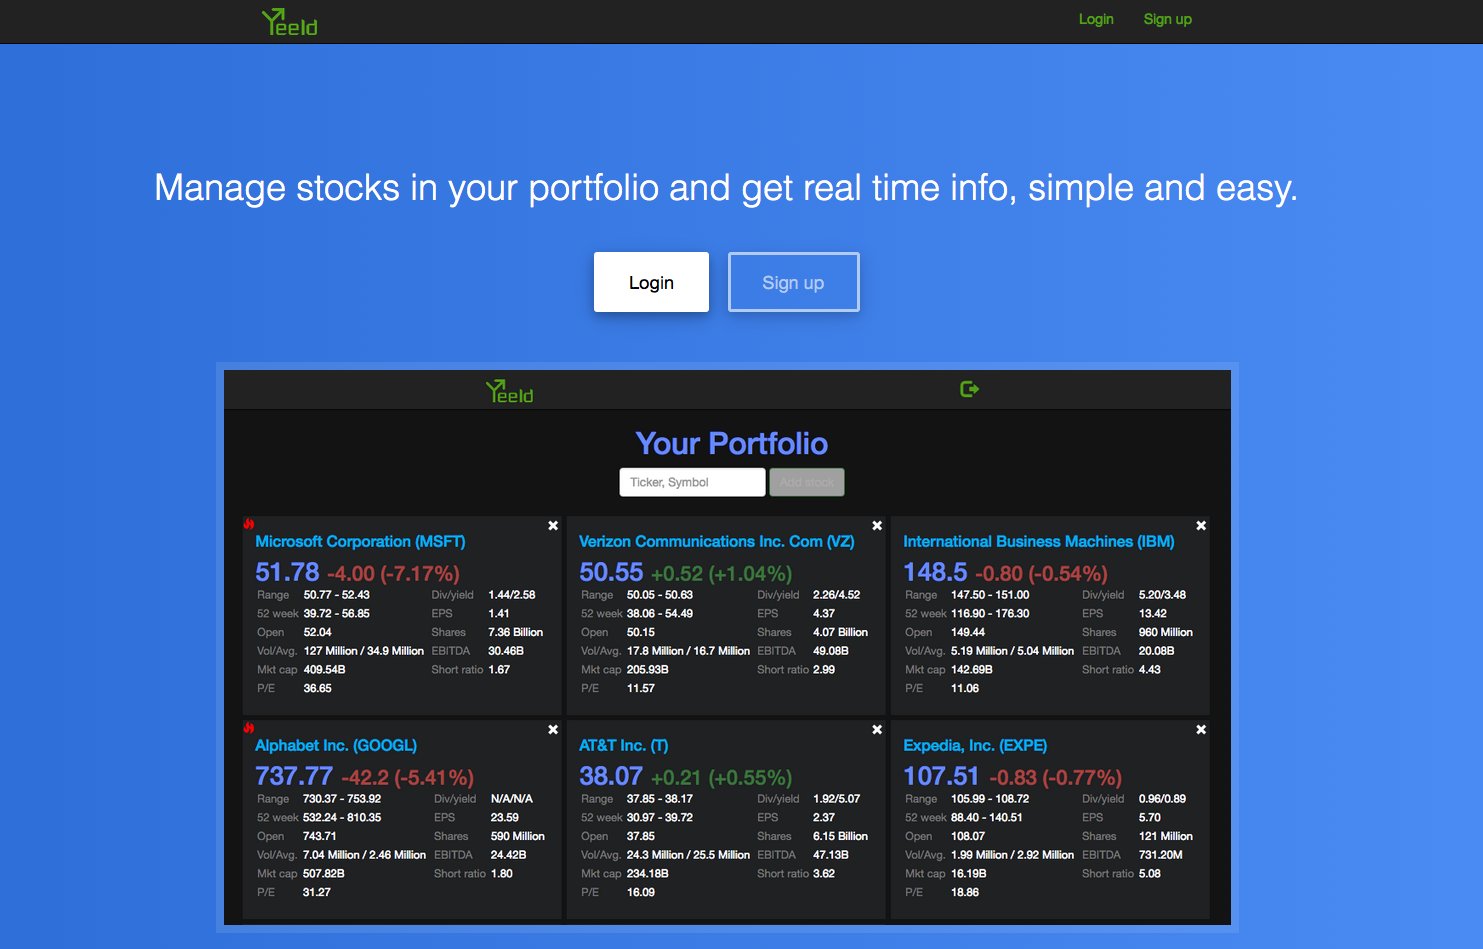 Yeeld Login Sign up
Manage stocks in your portfolio and get real time info, simple and easy.
Login Sign up
Yeeld
Your Portfolio
Ticker, Symbol Add stock
Microsoft Corporation (MSFT)
51.78 -4.00 (-7.17%)
Range 50.77 - 52.43 Div/yield 1.44/2.58
52 week 39.72 - 56.85 EPS 1.41
Open 52.04 Shares 7.36 Billion
Vol/Avg. 127 Million / 34.9 Million EBITDA 30.46B
Mkt cap 409.54B Short ratio 1.67
P/E 36.65
Verizon Communications Inc. Com (VZ)
50.55 +0.52 (+1.04%)
Range 50.05 - 50.63 Div/yield 2.26/4.52
52 week 38.06 - 54.49 EPS 4.37
Open 50.15 Shares 4.07 Billion
Vol/Avg. 17.8 Million / 16.7 Million EBITDA 49.08B
Mkt cap 205.93B Short ratio 2.99
P/E 11.57
International Business Machines (IBM)
148.5 -0.80 (-0.54%)
Range 147.50 - 151.00 Div/yield 5.20/3.48
52 week 116.90 - 176.30 EPS 13.42
Open 149.44 Shares 960 Million
Vol/Avg. 5.19 Million / 5.04 Million EBITDA 20.08B
Mkt cap 142.69B Short ratio 4.43
P/E 11.06
Alphabet Inc. (GOOGL)
737.77 -42.2 (-5.41%)
Range 730.37 - 753.92 Div/yield N/A/N/A
52 week 532.24 - 810.35 EPS 23.59
Open 743.71 Shares 590 Million
Vol/Avg. 7.04 Million / 2.46 Million EBITDA 24.42B
Mkt cap 507.82B Short ratio 1.80
P/E 31.27
AT&T Inc. (T)
38.07 +0.21 (+0.55%)
Range 37.85 - 38.17 Div/yield 1.92/5.07
52 week 30.97 - 39.72 EPS 2.37
Open 37.85 Shares 6.15 Billion
Vol/Avg. 24.3 Million / 25.5 Million EBITDA 47.13B
Mkt cap 234.18B Short ratio 3.62
P/E 16.09
Expedia, Inc. (EXPE)
107.51 -0.83 (-0.77%)
Range 105.99 - 108.72 Div/yield 0.96/0.89
52 week 88.40 - 140.51 EPS 5.70
Open 108.07 Shares 121 Million
Vol/Avg. 1.99 Million / 2.92 Million EBITDA 731.20M
Mkt cap 16.19B Short ratio 5.08
P/E 18.86